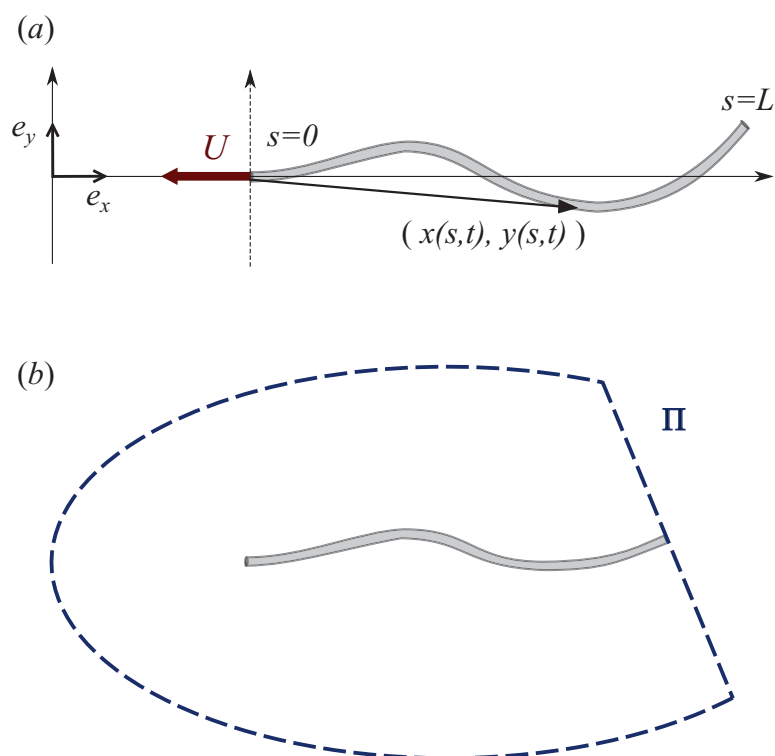 (a)
s=L
e_y
U
s=0
e_x
( x(s,t), y(s,t) )
(b)
Π